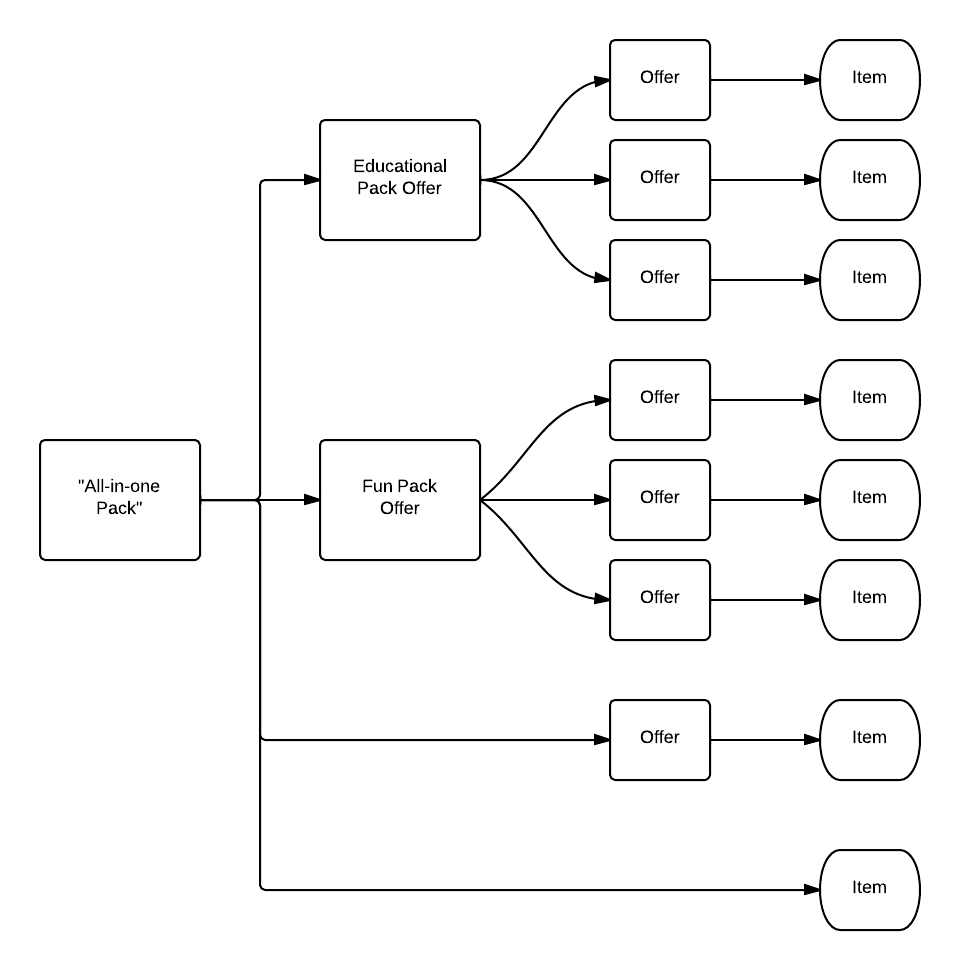 Offer
Item
Educational
Pack Offer
Offer
Item
Offer
Item
Offer
Item
"All-in-one
Pack"
Fun Pack
Offer
Offer
Item
Offer
Item
Offer
Item
Item